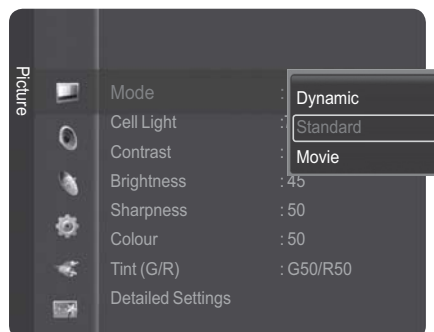 Picture
Mode :
Dynamic
Cell Light :
Standard
Contrast :
Movie
Brightness : 45
Sharpness : 50
Colour : 50
Tint (G/R) : G50/R50
Detailed Settings